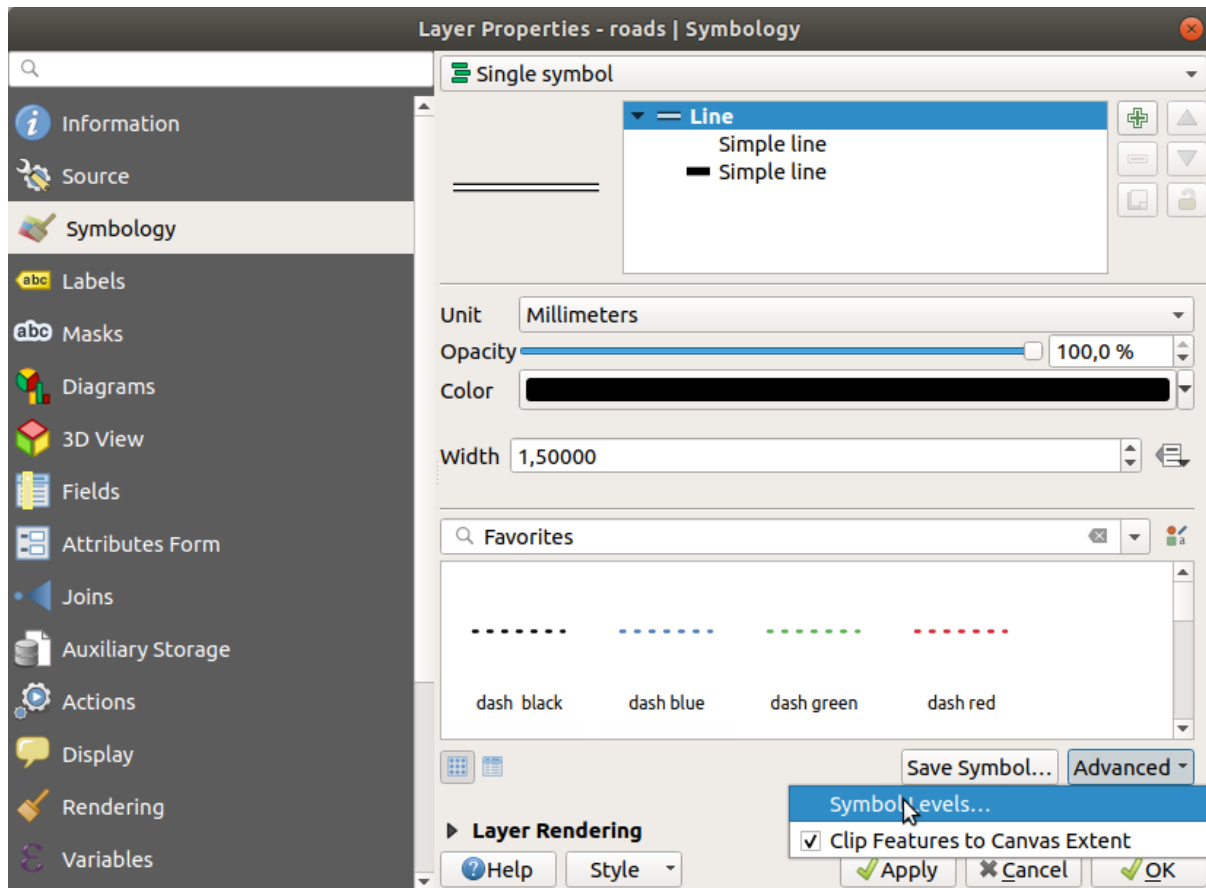 Layer Properties - roads | Symbology
Information
Source
Symbology
Labels
Masks
Diagrams
3D View
Fields
Attributes Form
Joins
Auxiliary Storage
Actions
Display
Rendering
Variables
Single symbol
Line
Simple line
Simple line
Unit Millimeters
Opacity 100,0 %
Color
Width 1,50000
Favorites
dash black dash blue dash green dash red
Save Symbol... Advanced
Symbol Levels...
Clip Features to Canvas Extent
Layer Rendering
Help Style Apply Cancel OK